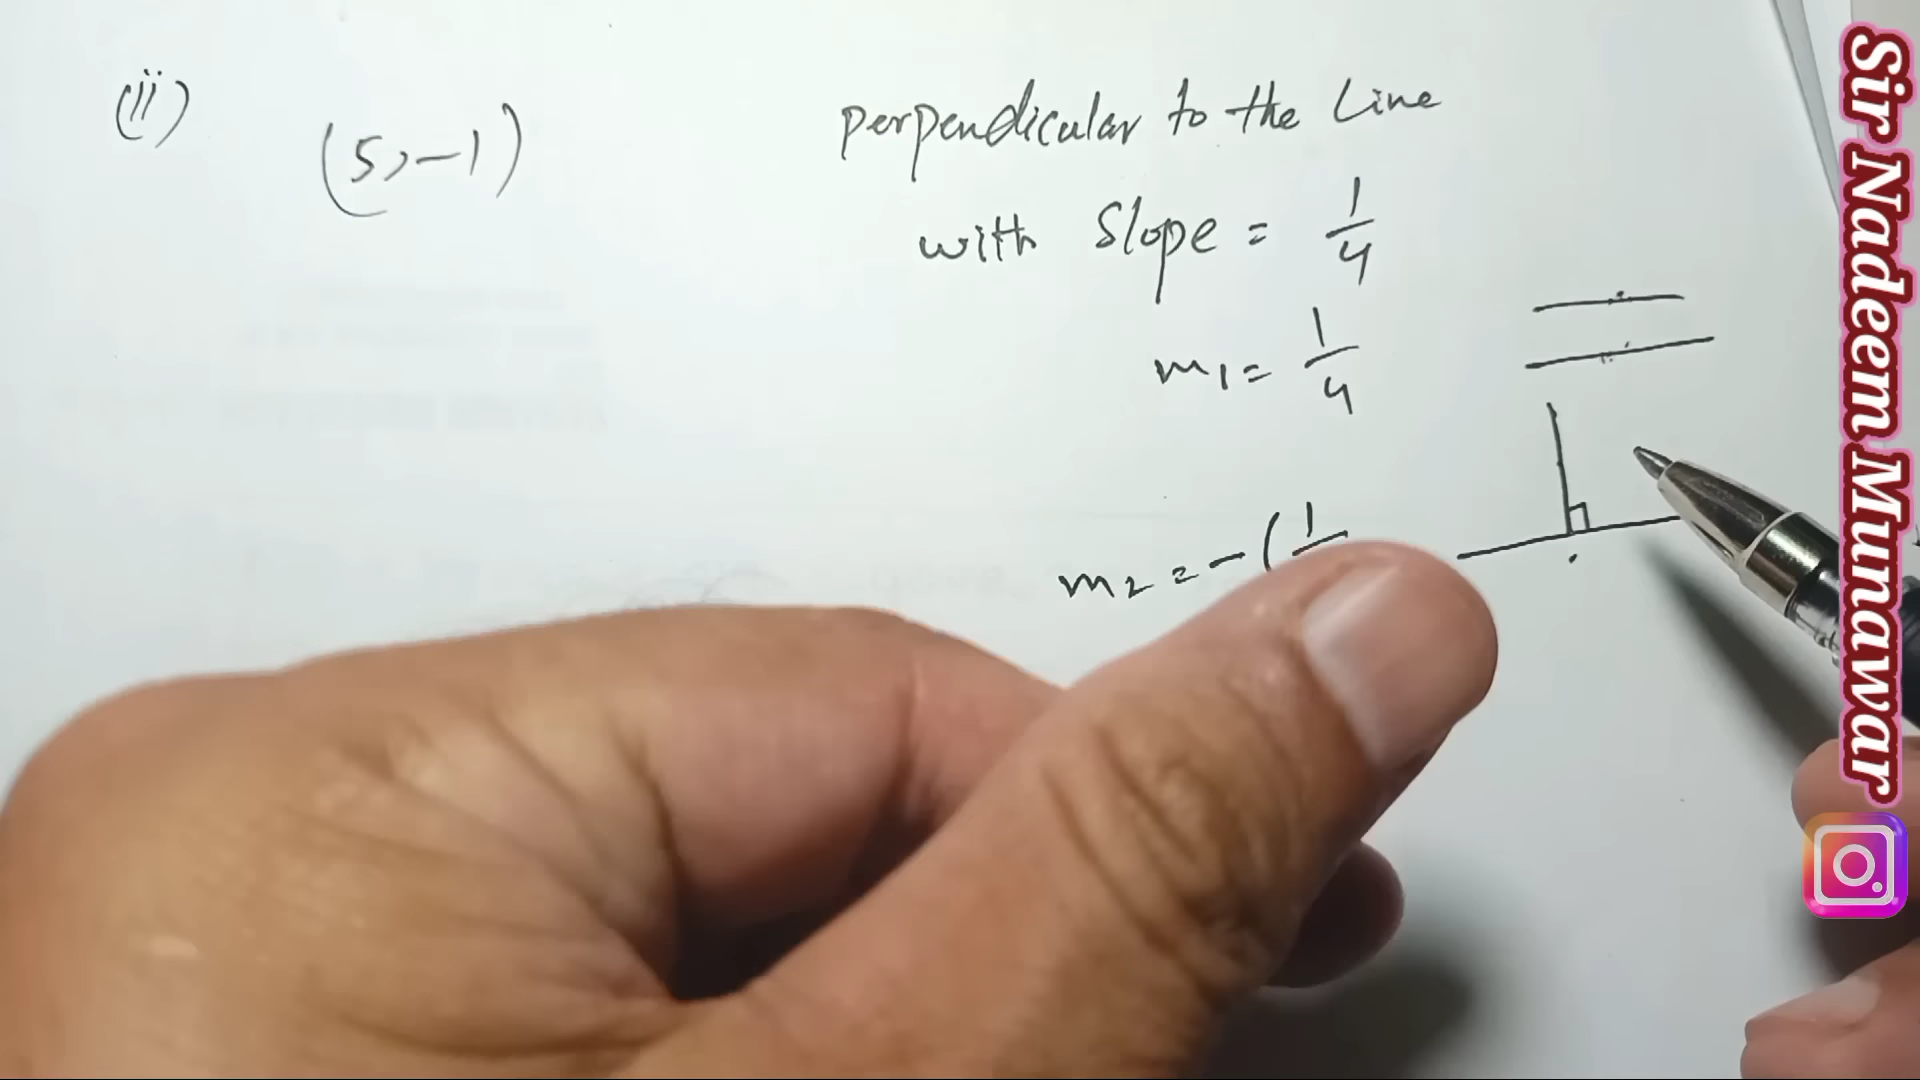 (ii)
(5,-1)
perpendicular to the Line
with Slope = 1/4
m1 = 1/4
m2 = -(1
Sir Nadeem Munawar